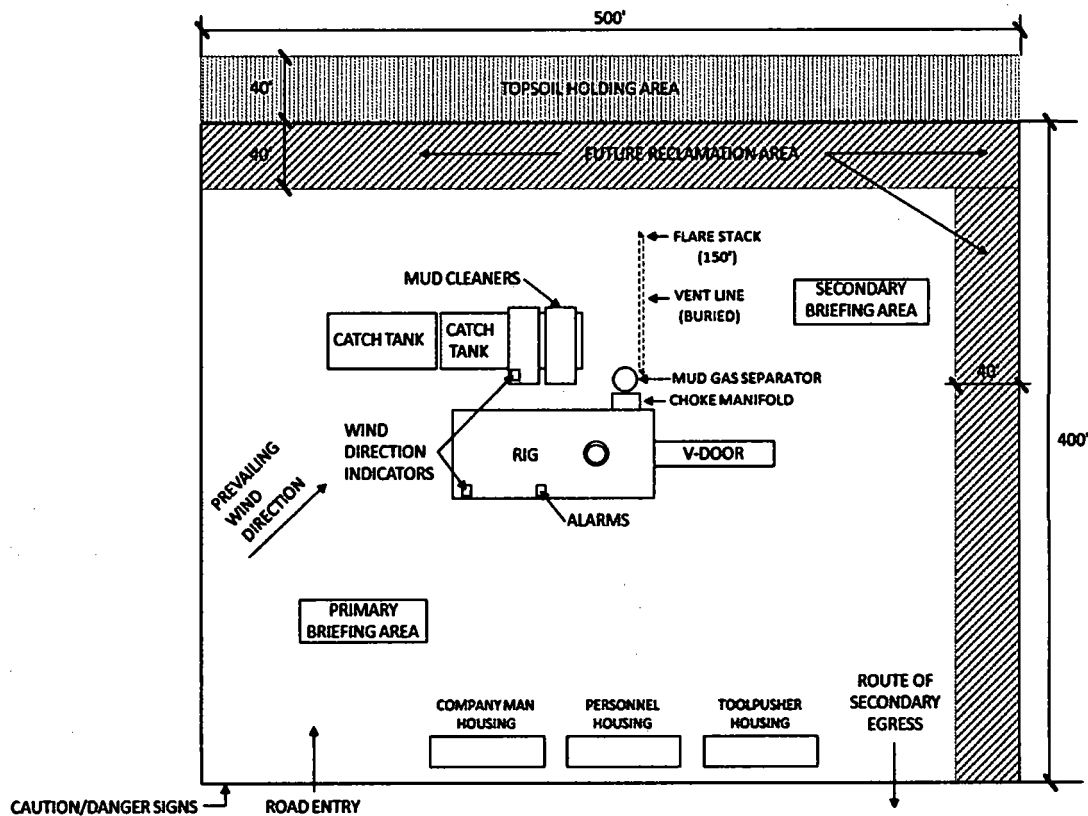 500'
40'
TOPSOIL HOLDING AREA
40'
FUTURE RECLAMATION AREA
FLARE STACK
(150')
MUD CLEANERS
SECONDARY
BRIEFING AREA
VENT LINE
(BURIED)
CATCH TANK
CATCH
TANK
MUD GAS SEPARATOR
40'
CHOKE MANIFOLD
WIND
DIRECTION
INDICATORS
RIG
V-DOOR
400'
PREVAILING
WIND
DIRECTION
ALARMS
PRIMARY
BRIEFING AREA
ROUTE OF
SECONDARY
EGRESS
COMPANY MAN
HOUSING
PERSONNEL
HOUSING
TOOLPUSHER
HOUSING
CAUTION/DANGER SIGNS
ROAD ENTRY